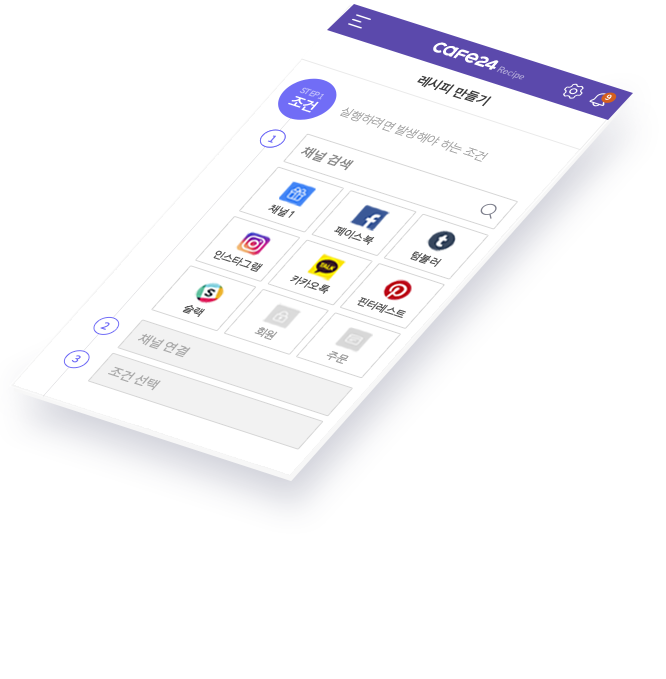 cafe24 Recipe
9
레시피 만들기
STEP1
조건
실행하려면 발생해야 하는 조건
1
채널 검색
채널 1
페이스북
텀블러
인스타그램
TALK
카카오톡
핀터레스트
슬랙
회원
주문
2
채널 연결
3
조건 선택